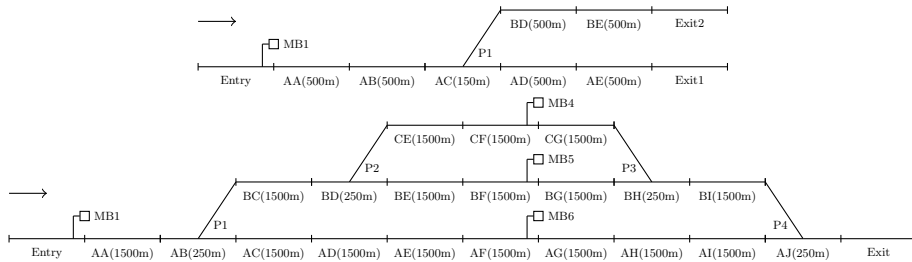 BD(500m) BE(500m) Exit2
MB1
P1
Entry AA(500m) AB(500m) AC(150m) AD(500m) AE(500m) Exit1
MB4
CE(1500m) CF(1500m) CG(1500m)
MB5
P2 P3
BC(1500m) BD(250m) BE(1500m) BF(1500m) BG(1500m) BH(250m) BI(1500m)
MB1 MB6
P1 P4
Entry AA(1500m) AB(250m) AC(1500m) AD(1500m) AE(1500m) AF(1500m) AG(1500m) AH(1500m) AI(1500m) AJ(250m) Exit